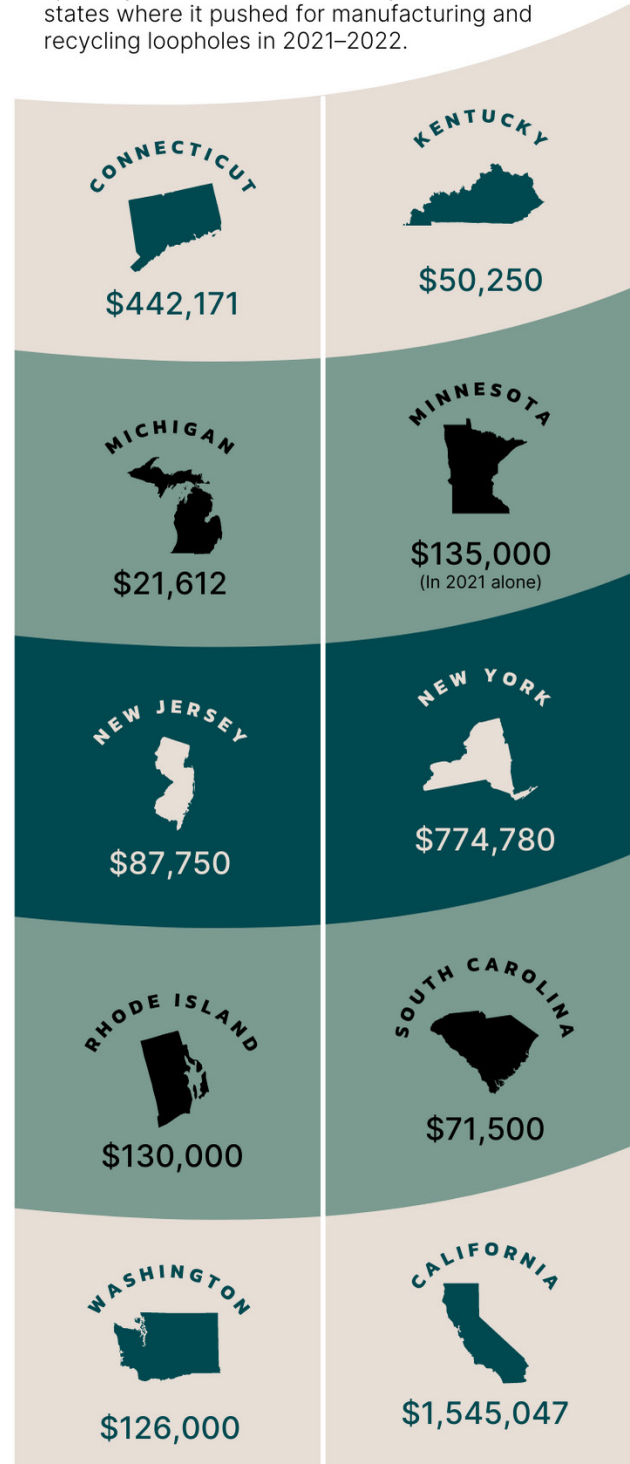 states where it pushed for manufacturing and
recycling loopholes in 2021–2022.
CONNECTICUT
$442,171
KENTUCKY
$50,250
MICHIGAN
$21,612
MINNESOTA
$135,000
(In 2021 alone)
NEW JERSEY
$87,750
NEW YORK
$774,780
RHODE ISLAND
$130,000
SOUTH CAROLINA
$71,500
WASHINGTON
$126,000
CALIFORNIA
$1,545,047